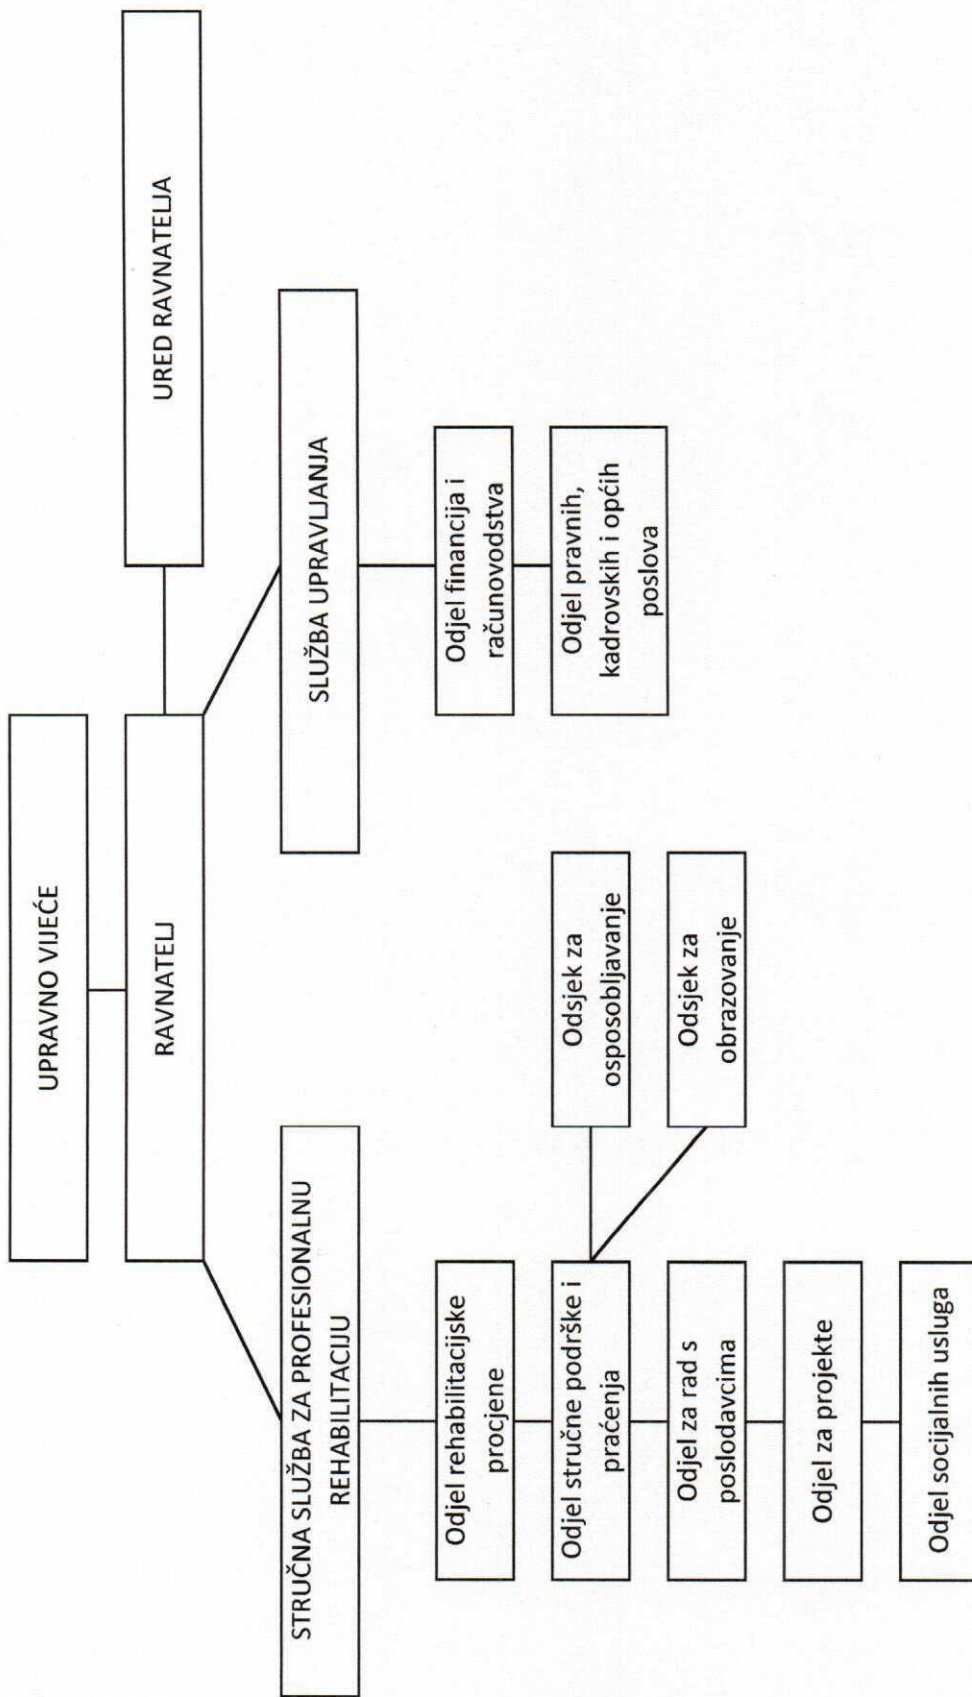 UPRAVNO VIJEĆE
RAVNATELJ
URED RAVNATELJA
STRUČNA SLUŽBA ZA PROFESIONALNU
REHABILITACIJU
Odjel rehabilitacijske
procjene
Odjel stručne podrške i
praćenja
Odsjek za
osposobljavanje
Odsjek za
obrazovanje
Odjel za rad s
poslodavcima
Odjel za projekte
Odjel socijalnih usluga
SLUŽBA UPRAVLJANJA
Odjel financija i
računovodstva
Odjel pravnih,
kadrovskih i općih
poslova